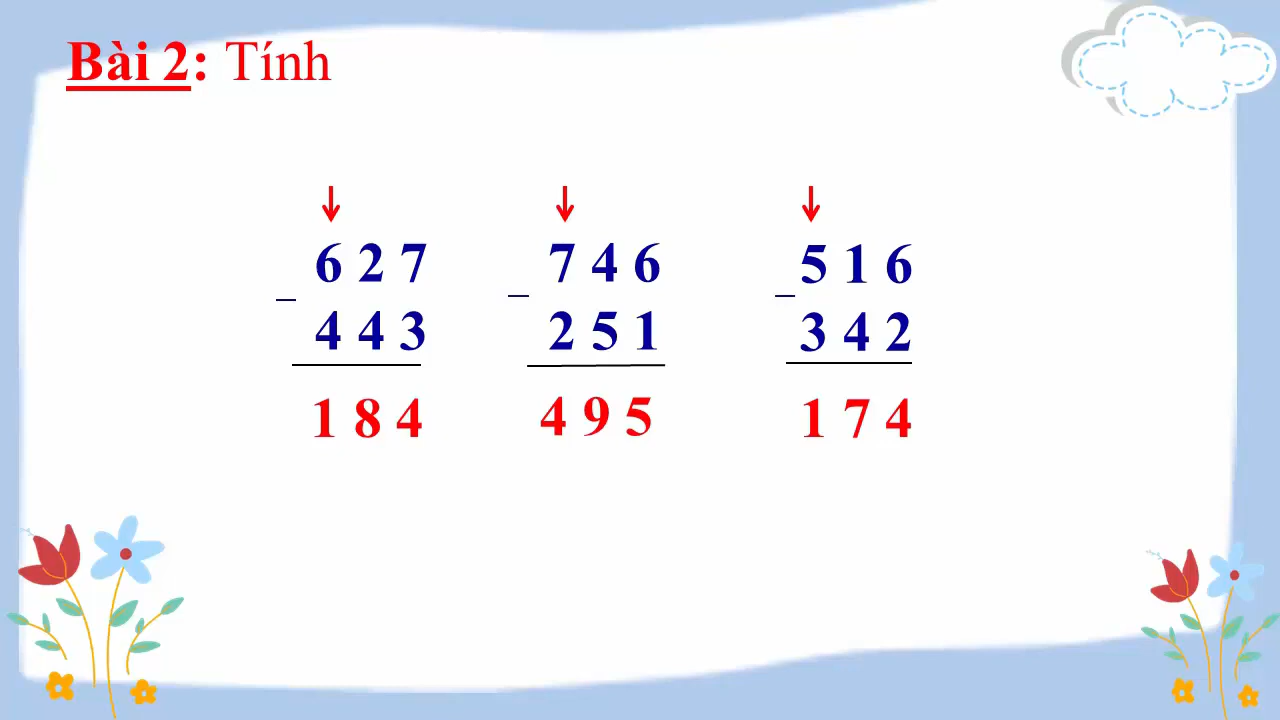 Bài 2: Tính
6 2 7 7 4 6 5 1 6
– – –
4 4 3 2 5 1 3 4 2
1 8 4 4 9 5 1 7 4